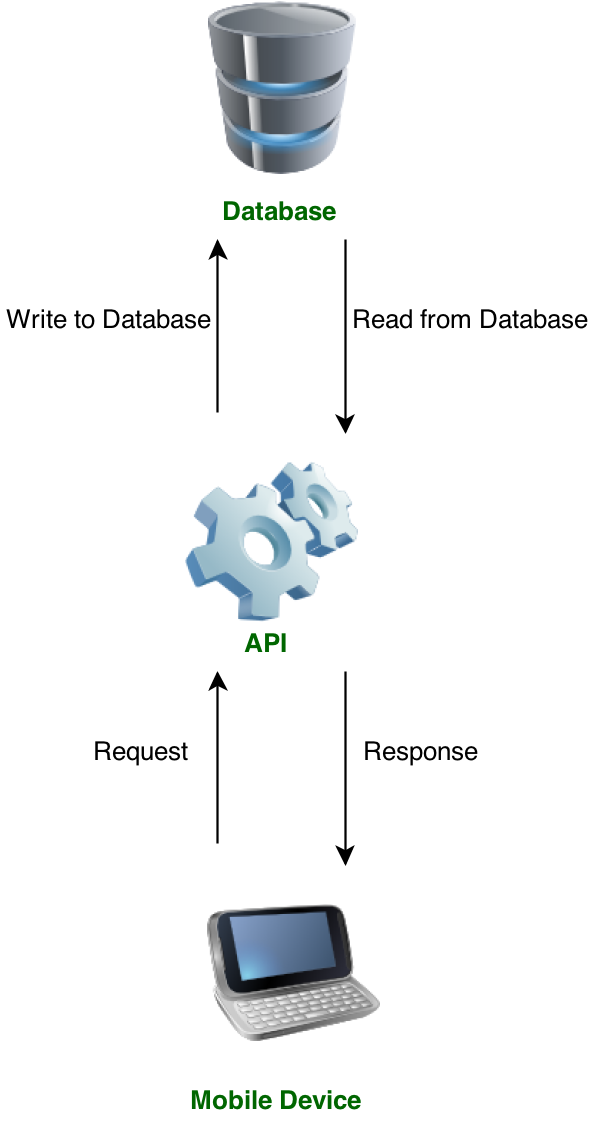 Database
Write to Database
Read from Database
API
Request
Response
Mobile Device